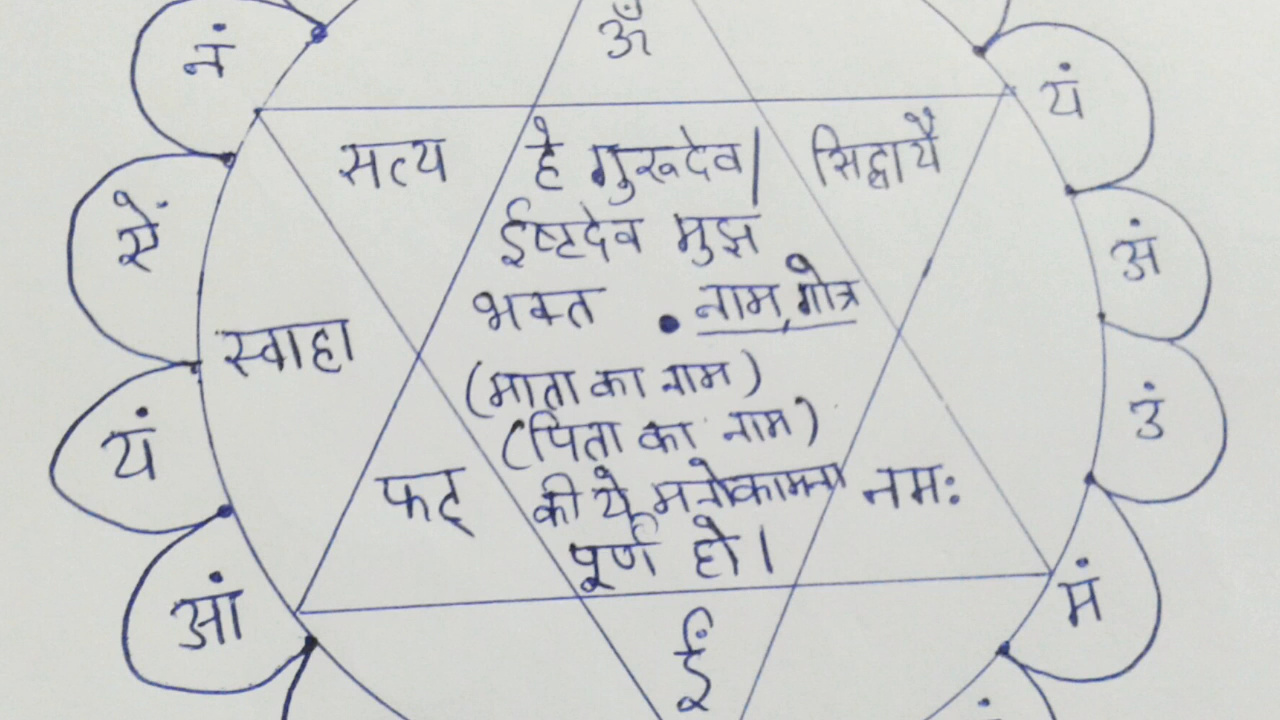 ॐ
नं
यं
सत्य
हे गुरूदेव|
सिद्धायै
सें
ईष्टदेव मुझ
अं
भक्त . नाम, गोत्र
स्वाहा
(माता का नाम)
(पिता का नाम)
उं
यं
फट्
की ये मनोकामना
नमः
पूर्ण हो।
आं
मं
ईं